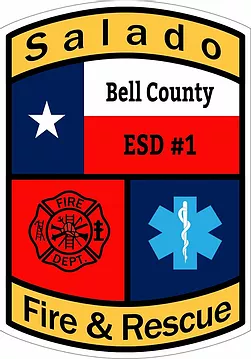 Salado
Bell County
ESD #1
FIRE
DEPT.
Fire & Rescue